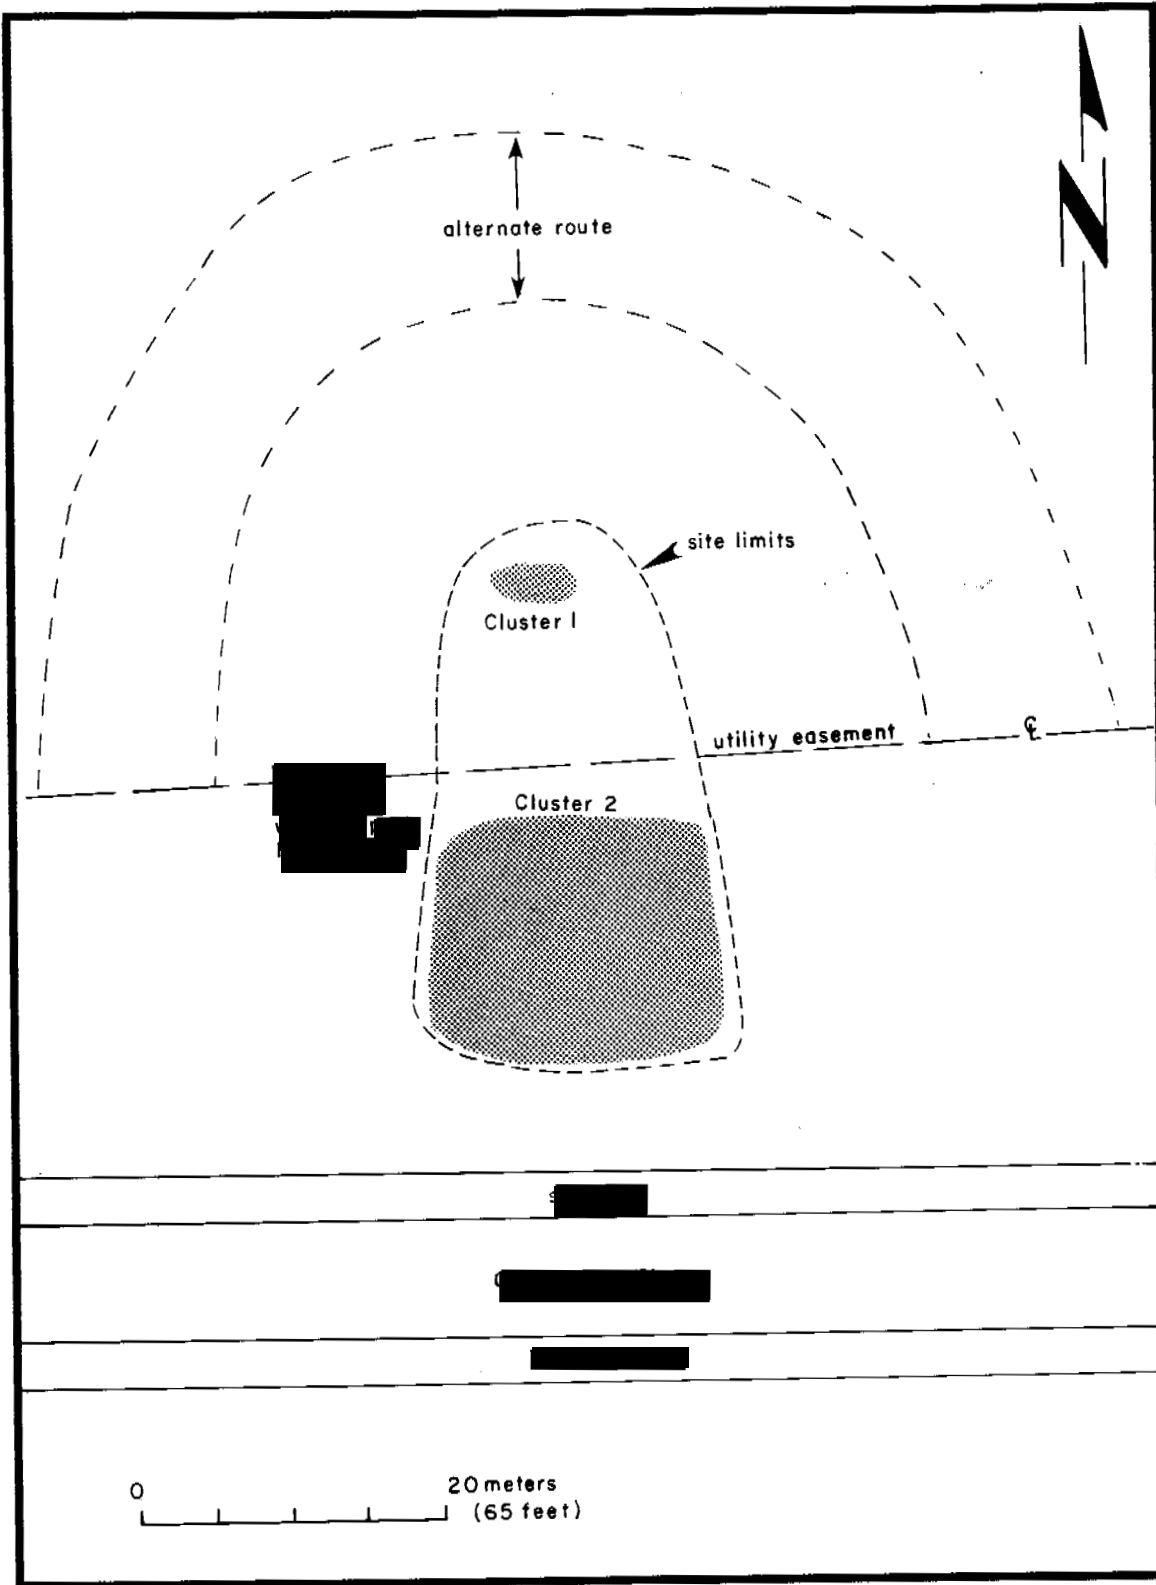 N
alternate route
site limits
Cluster 1
utility easement
℄
Cluster 2
0
20 meters
(65 feet)